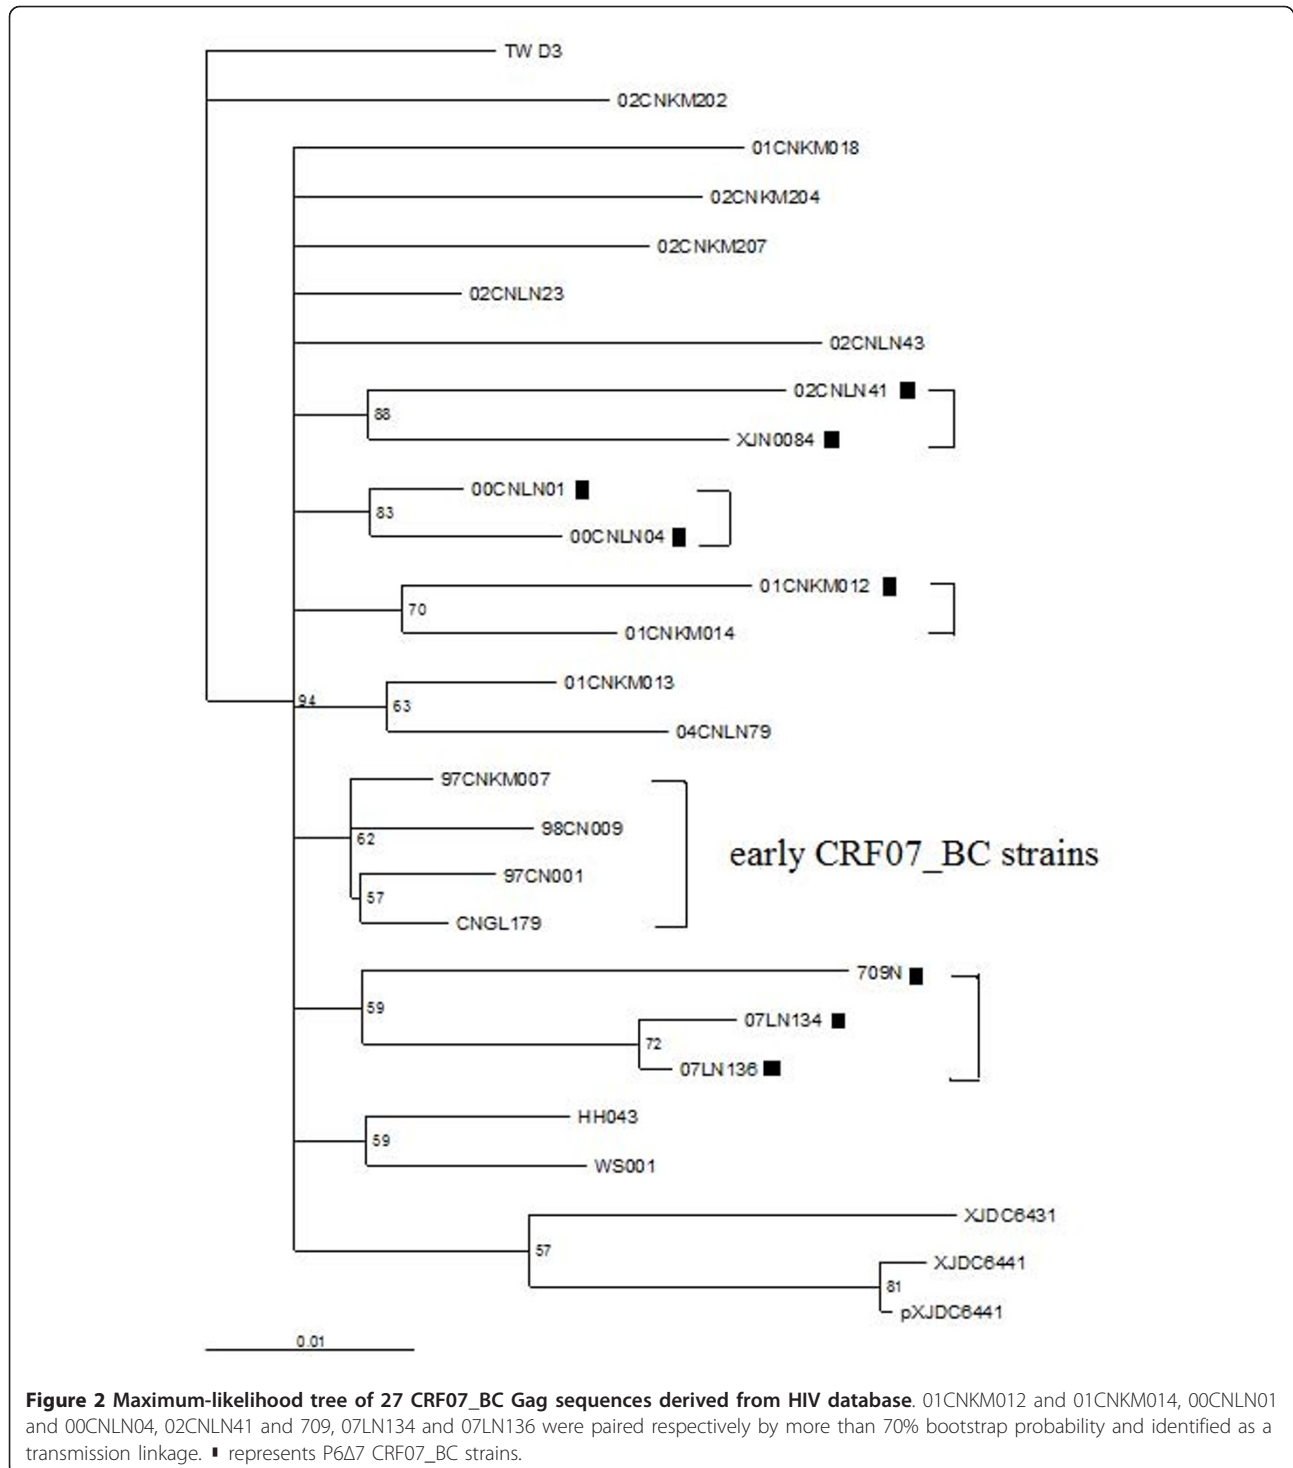 TW D3
02CNKM202
01CNKM018
02CNKM204
02CNKM207
02CNLN23
02CNLN43
02CNLN41
88
XJN0084
00CNLN01
83
00CNLN04
01CNKM012
70
01CNKM014
01CNKM013
94
63
04CNLN79
97CNKM007
98CN009
62
early CRF07_BC strains
97CN001
57
CNGL179
709N
59
07LN134
72
07LN136
HH043
59
WS001
XJDC6431
57
XJDC6441
81
pXJDC6441
0.01
Figure 2 Maximum-likelihood tree of 27 CRF07_BC Gag sequences derived from HIV database. 01CNKM012 and 01CNKM014, 00CNLN01
and 00CNLN04, 02CNLN41 and 709, 07LN134 and 07LN136 were paired respectively by more than 70% bootstrap probability and identified as a
transmission linkage. ▮ represents P6Δ7 CRF07_BC strains.